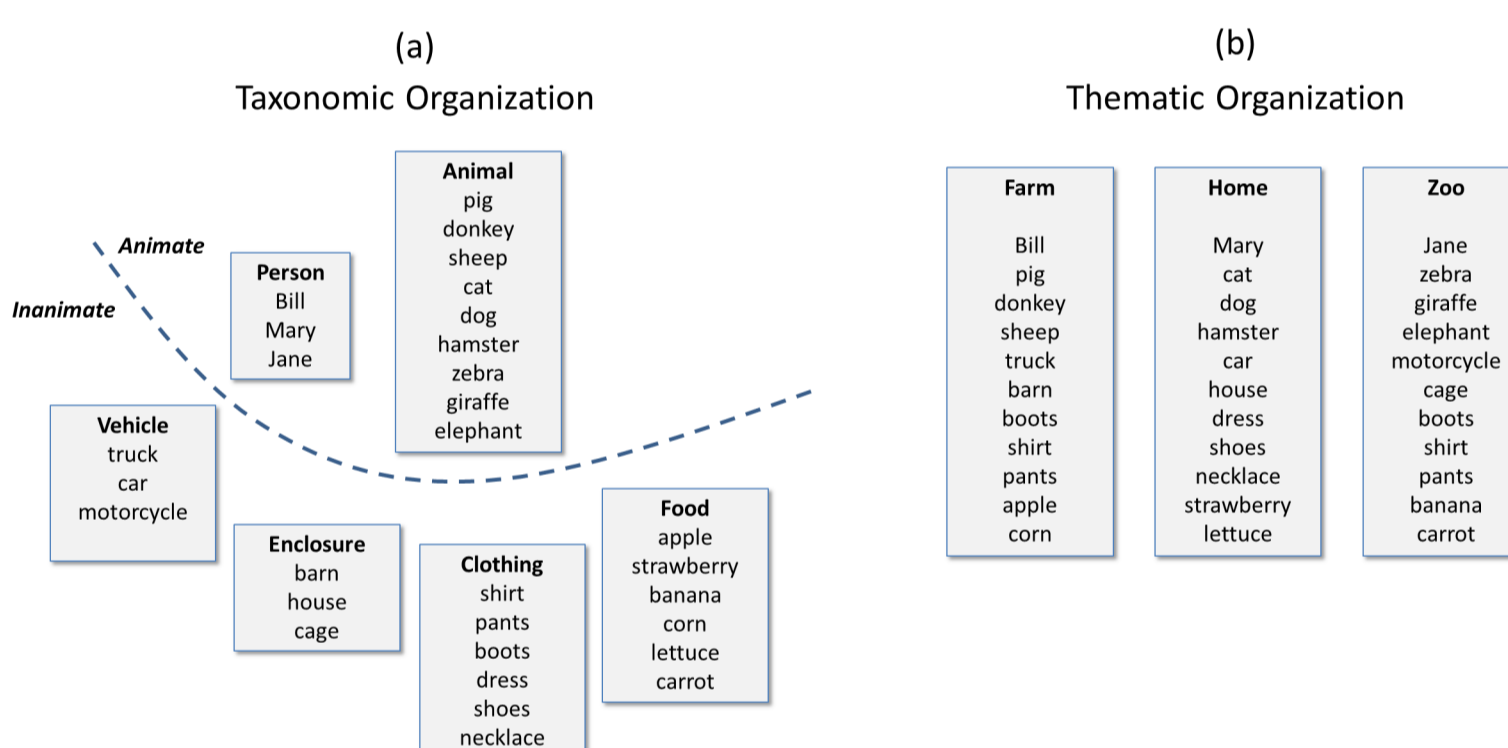 (a)
Taxonomic Organization
Animate
Inanimate
Person
Bill
Mary
Jane
Animal
pig
donkey
sheep
cat
dog
hamster
zebra
giraffe
elephant
Vehicle
truck
car
motorcycle
Enclosure
barn
house
cage
Clothing
shirt
pants
boots
dress
shoes
necklace
Food
apple
strawberry
banana
corn
lettuce
carrot
(b)
Thematic Organization
Farm
Bill
pig
donkey
sheep
truck
barn
boots
shirt
pants
apple
corn
Home
Mary
cat
dog
hamster
car
house
dress
shoes
necklace
strawberry
lettuce
Zoo
Jane
zebra
giraffe
elephant
motorcycle
cage
boots
shirt
pants
banana
carrot